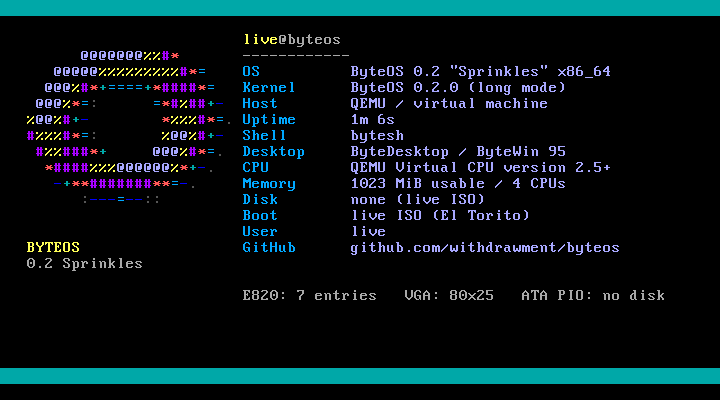 live@byteos
------------
OS ByteOS 0.2 "Sprinkles" x86_64
Kernel ByteOS 0.2.0 (long mode)
Host QEMU / virtual machine
Uptime 1m 6s
Shell bytesh
Desktop ByteDesktop / ByteWin 95
CPU QEMU Virtual CPU version 2.5+
Memory 1023 MiB usable / 4 CPUs
Disk none (live ISO)
Boot live ISO (El Torito)
User live
GitHub github.com/withdrawment/byteos
BYTEOS
0.2 Sprinkles
E820: 7 entries VGA: 80x25 ATA PIO: no disk